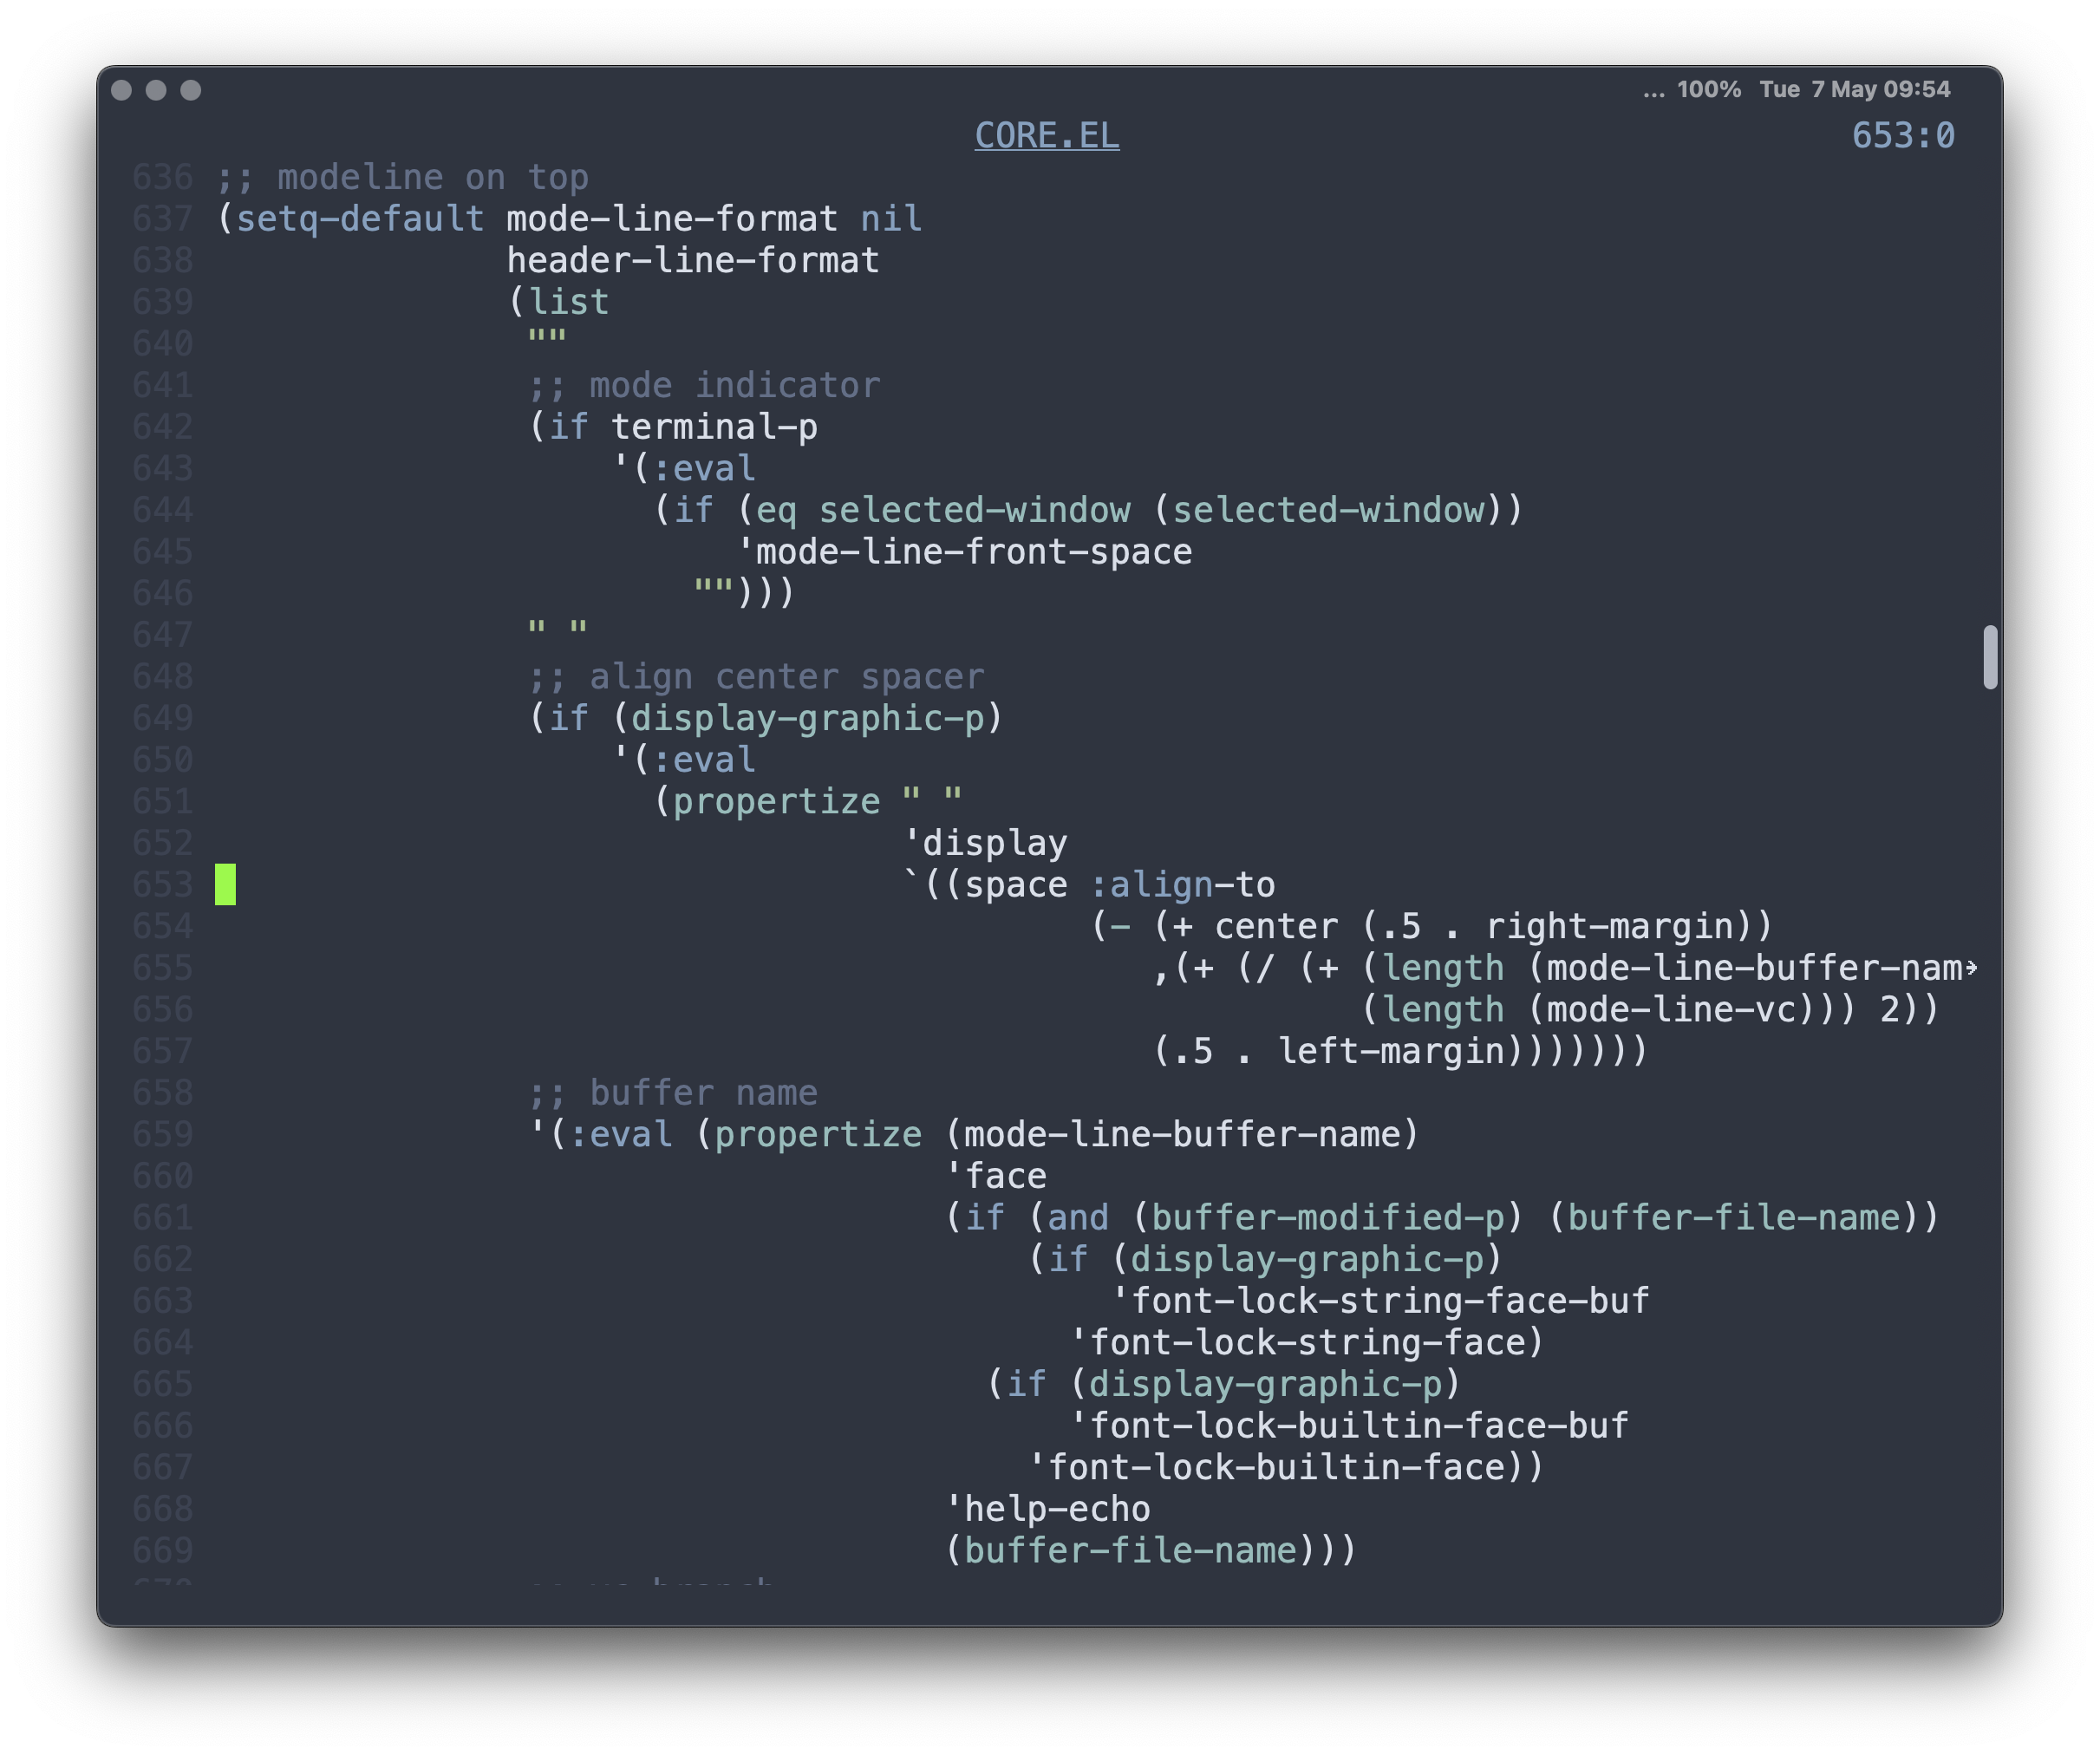 ... 100% Tue 7 May 09:54
CORE.EL 653:0
636 ;; modeline on top
637 (setq-default mode-line-format nil
638               header-line-format
639               (list
640                ""
641                ;; mode indicator
642                (if terminal-p
643                    '(:eval
644                      (if (eq selected-window (selected-window))
645                          'mode-line-front-space
646                        "")))
647                " "
648                ;; align center spacer
649                (if (display-graphic-p)
650                    '(:eval
651                      (propertize " "
652                                  'display
653                                  `((space :align-to
654                                           (- (+ center (.5 . right-margin))
655                                              ,(+ (/ (+ (length (mode-line-buffer-nam
656                                                        (length (mode-line-vc))) 2))
657                                              (.5 . left-margin)))))))
658                ;; buffer name
659                '(:eval (propertize (mode-line-buffer-name)
660                                    'face
661                                    (if (and (buffer-modified-p) (buffer-file-name))
662                                        (if (display-graphic-p)
663                                            'font-lock-string-face-buf
664                                          'font-lock-string-face)
665                                      (if (display-graphic-p)
666                                          'font-lock-builtin-face-buf
667                                        'font-lock-builtin-face))
668                                    'help-echo
669                                    (buffer-file-name)))